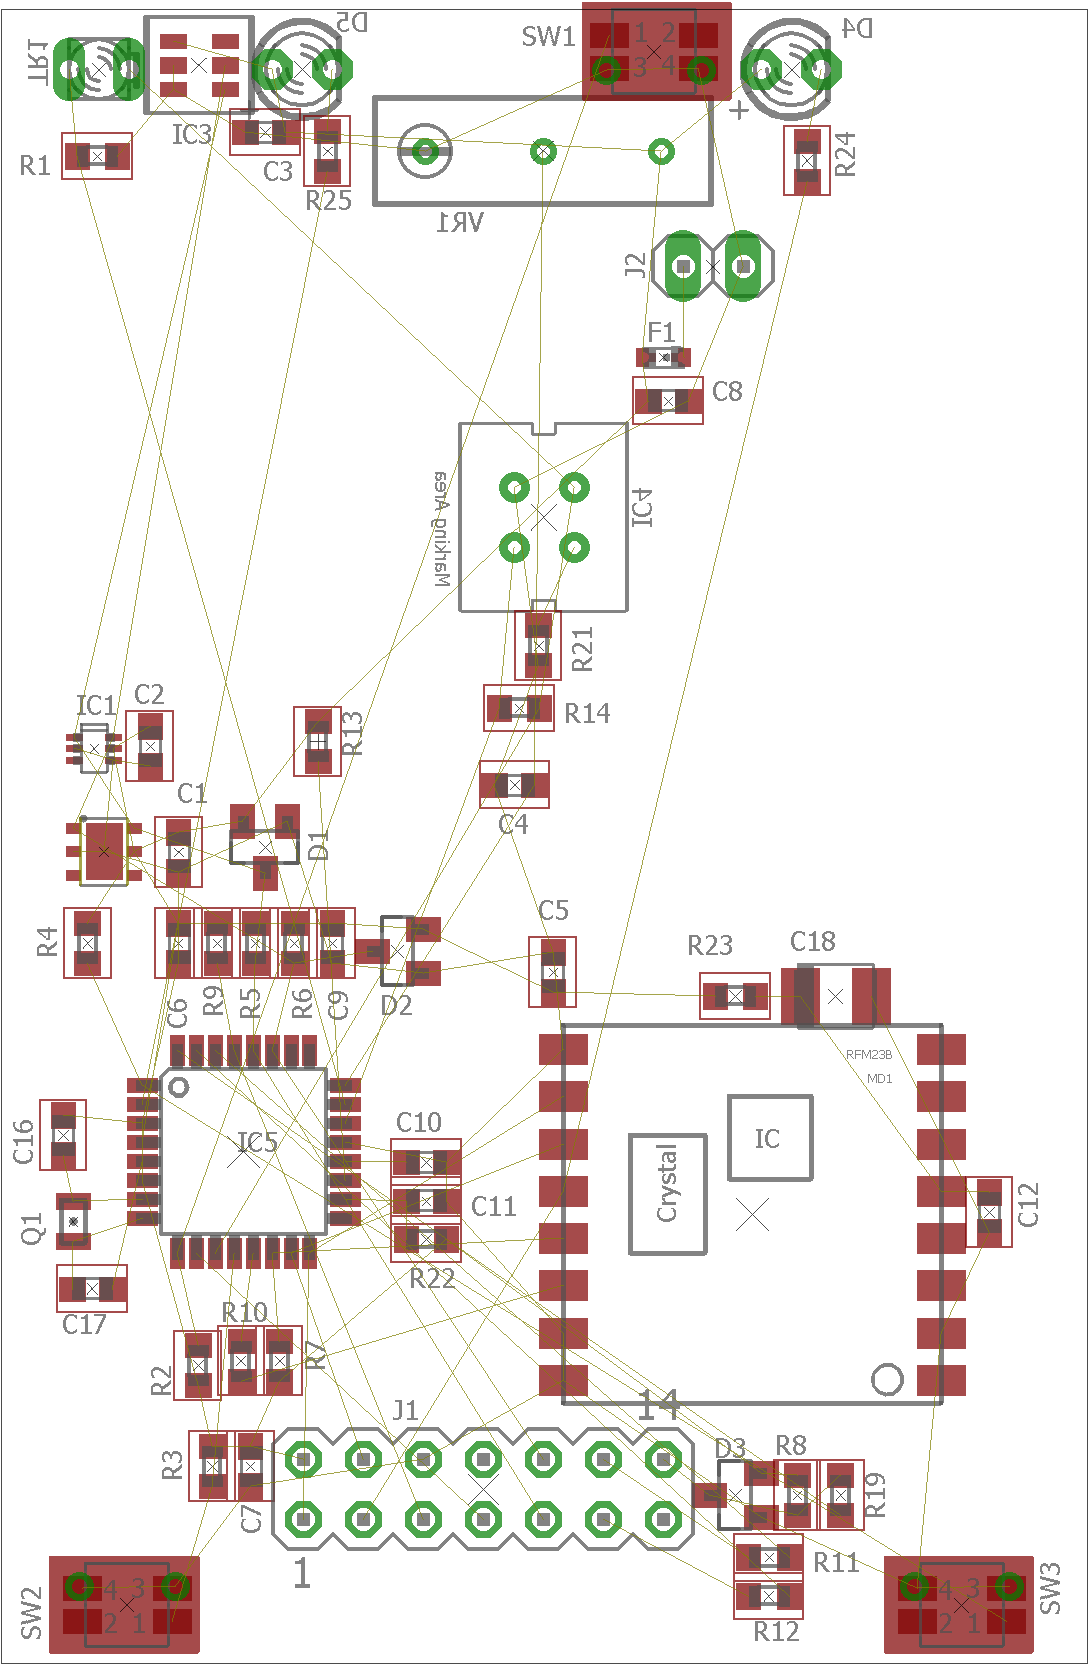 TR1
D5
SW1
1 2
3 4
D4
+
+
IC3
R1
C3
R25
VR1
R24
J2
F1
C8
Marking Area
IC4
R21
R14
IC1
C2
R13
C1
C4
D1
R4
C6
R9
R5
R6
C9
D2
C5
R23
C18
RFM23B
MD1
IC5
C16
C10
Crystal
IC
Q1
C11
C12
R22
C17
R10
R2
R7
J1
14
R3
C7
D3
R8
R19
1
R11
R12
SW2
4 3
2 1
4 3
2 1
SW3